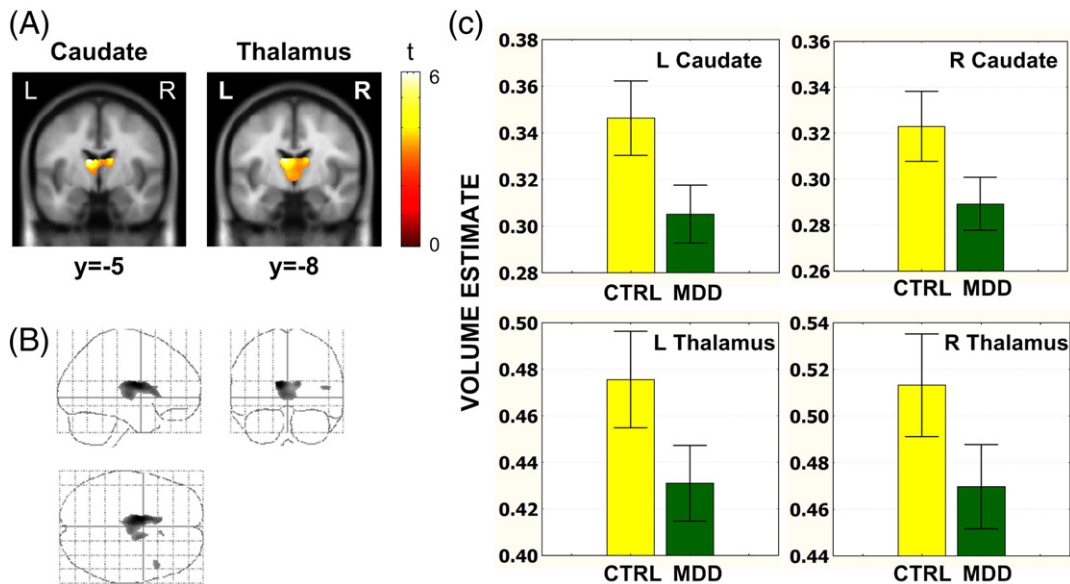 (A)
Caudate
Thalamus
t
L
R
L
R
6
0
y=-5
y=-8
(B)
(c)
VOLUME ESTIMATE
L Caudate
0.38
0.36
0.34
0.32
0.30
0.28
CTRL MDD
R Caudate
0.36
0.34
0.32
0.30
0.28
0.26
CTRL MDD
L Thalamus
0.50
0.48
0.46
0.44
0.42
0.40
CTRL MDD
R Thalamus
0.54
0.52
0.50
0.48
0.46
0.44
CTRL MDD